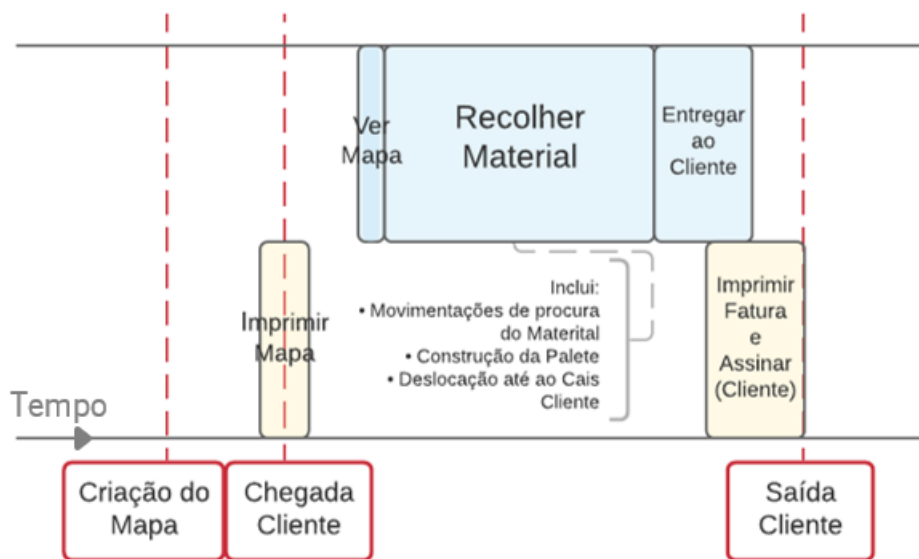 Ver
Mapa
Recolher
Material
Entregar
ao
Cliente
Imprimir
Mapa
Inclui:
• Movimentações de procura
do Materital
• Construção da Palete
• Deslocação até ao Cais
Cliente
Imprimir
Fatura
e
Assinar
(Cliente)
Tempo
Criação do
Mapa
Chegada
Cliente
Saída
Cliente